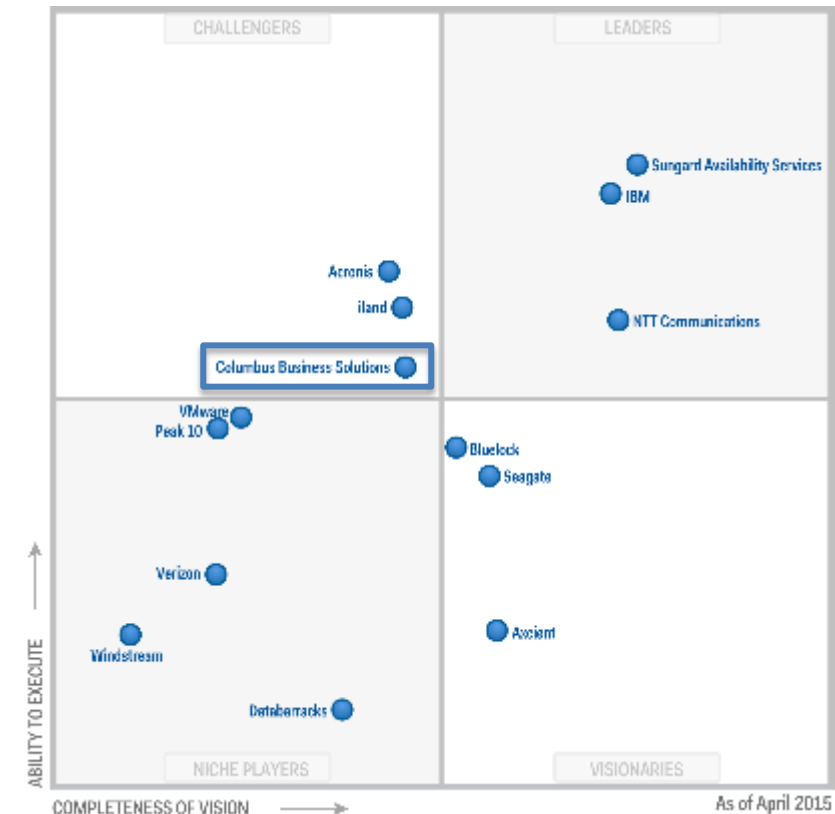 CHALLENGERS
LEADERS
Sungard Availability Services
IBM
Acronis
iland
NTT Communications
Columbus Business Solutions
VMware
Peak 10
Bluelock
Seagate
Verizon
Axcient
Windstream
Databarracks
NICHE PLAYERS
VISIONARIES
ABILITY TO EXECUTE
COMPLETENESS OF VISION
As of April 2015